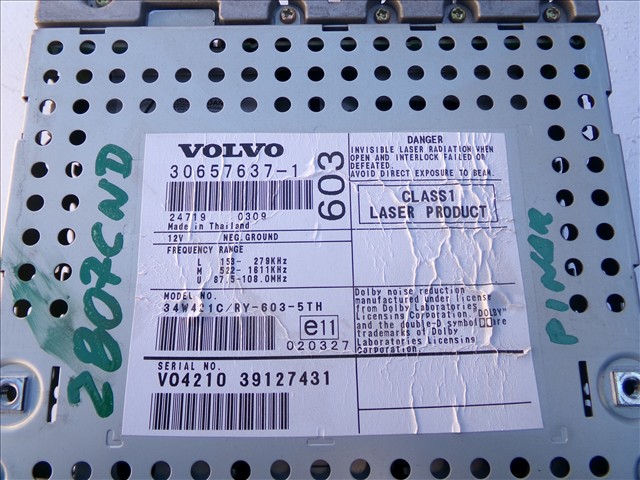 VOLVO
30657637-1
603
24719 0309
Made in Thailand
12V NEG.GROUND
FREQUENCY RANGE
L 153- 279KHz
M 522- 1611KHz
U 87.5-108.0MHz
MODEL NO.
34W421C/RY-603-5TH
e11
020327
SERIAL NO.
V04210 39127431
DANGER
INVISIBLE LASER RADIATION WHEN
OPEN AND INTERLOCK FAILED OR
DEFEATED.
AVOID DIRECT EXPOSURE TO BEAM.
CLASS1
LASER PRODUCT
Dolby noise reduction
manufactured under license
from Dolby Laboratories
Licensing Corporation. "DOLBY"
and the double-D symbol are
trademarks of Dolby
Laboratories Licensing
Corporation.
2807CND
PINAR